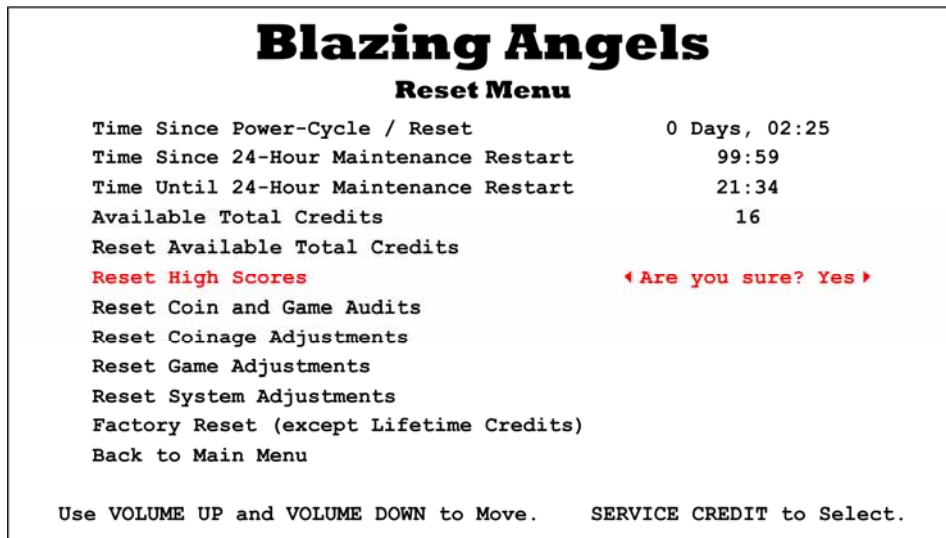 Blazing Angels
Reset Menu
Time Since Power-Cycle / Reset 0 Days, 02:25
Time Since 24-Hour Maintenance Restart 99:59
Time Until 24-Hour Maintenance Restart 21:34
Available Total Credits 16
Reset Available Total Credits
Reset High Scores Are you sure? Yes
Reset Coin and Game Audits
Reset Coinage Adjustments
Reset Game Adjustments
Reset System Adjustments
Factory Reset (except Lifetime Credits)
Back to Main Menu
Use VOLUME UP and VOLUME DOWN to Move. SERVICE CREDIT to Select.